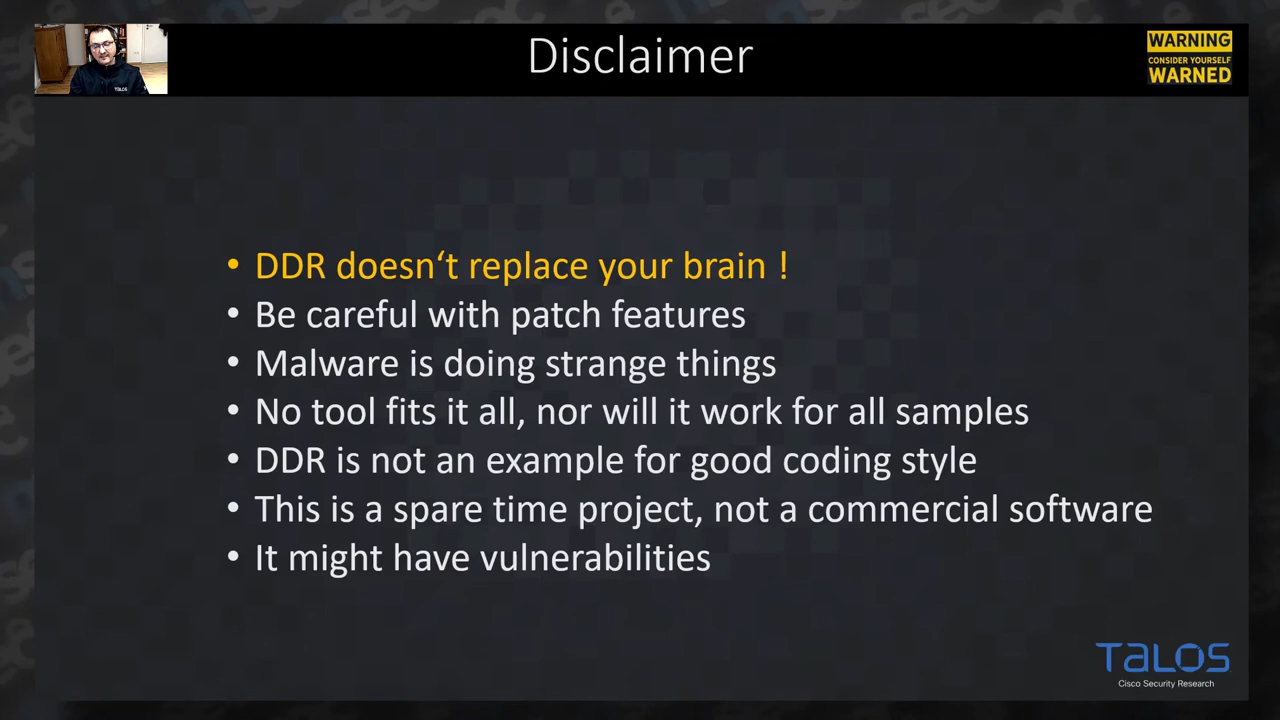 Disclaimer
WARNING
CONSIDER YOURSELF
WARNED
TALOS
• DDR doesn‘t replace your brain !
• Be careful with patch features
• Malware is doing strange things
• No tool fits it all, nor will it work for all samples
• DDR is not an example for good coding style
• This is a spare time project, not a commercial software
• It might have vulnerabilities
TALOS
Cisco Security Research